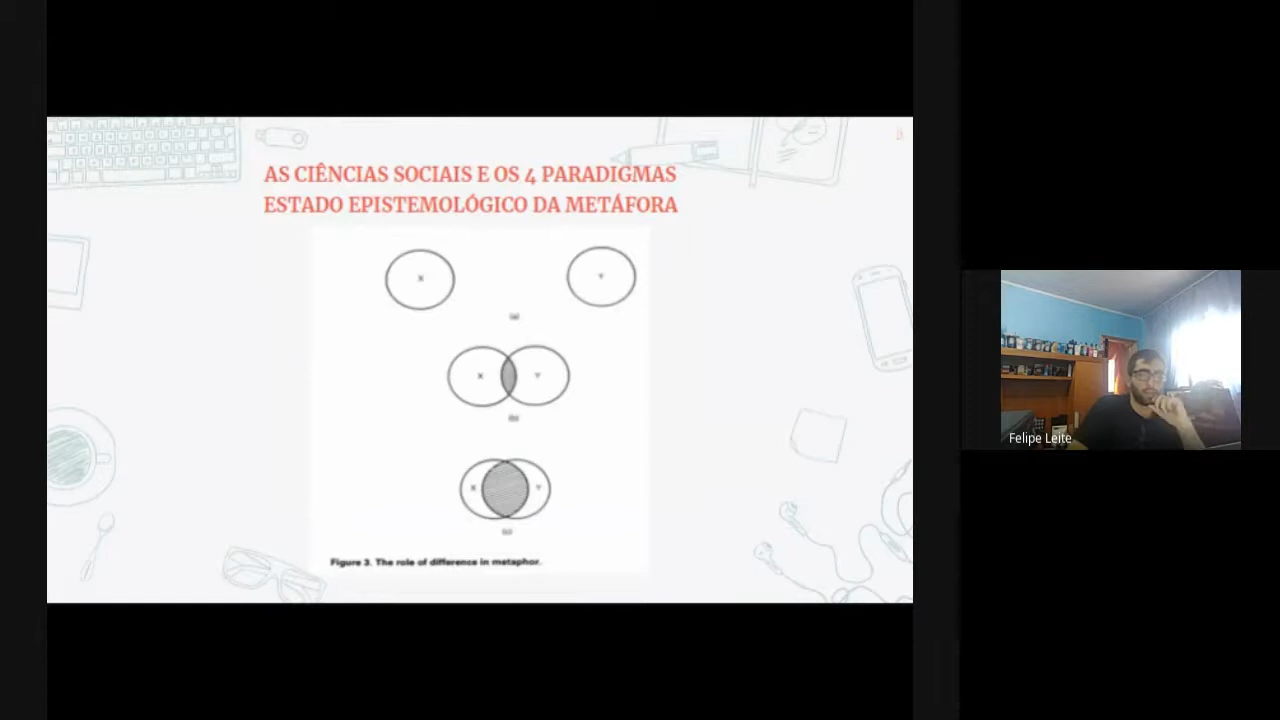 AS CIÊNCIAS SOCIAIS E OS 4 PARADIGMAS
ESTADO EPISTEMOLÓGICO DA METÁFORA
X
Y
(a)
X
Y
(b)
X
Y
(c)
Figure 3. The role of difference in metaphor.
Felipe Leite